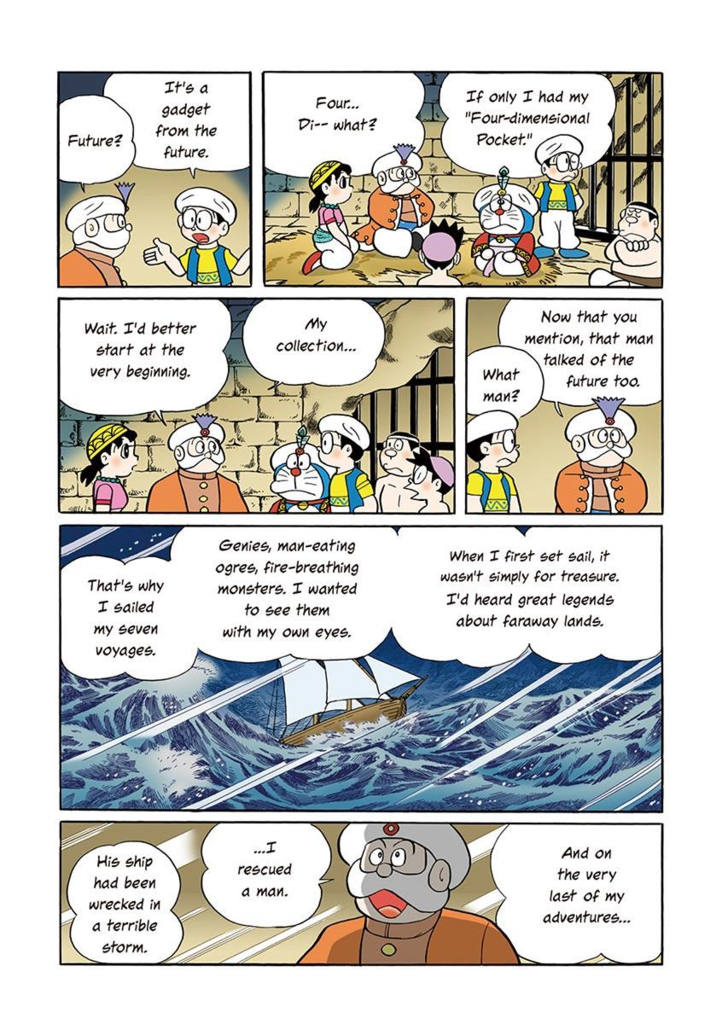 If only I had my
"Four-dimensional
Pocket."
Four...
Di-- what?
It's a
gadget
from the
future.
Future?
Now that you
mention, that man
talked of the
future too.
What
man?
My
collection...
Wait. I'd better
start at the
very beginning.
When I first set sail, it
wasn't simply for treasure.
I'd heard great legends
about faraway lands.
Genies, man-eating
ogres, fire-breathing
monsters. I wanted
to see them
with my own eyes.
That's why
I sailed
my seven
voyages.
And on
the very
last of my
adventures...
...I
rescued
a man.
His ship
had been
wrecked in
a terrible
storm.